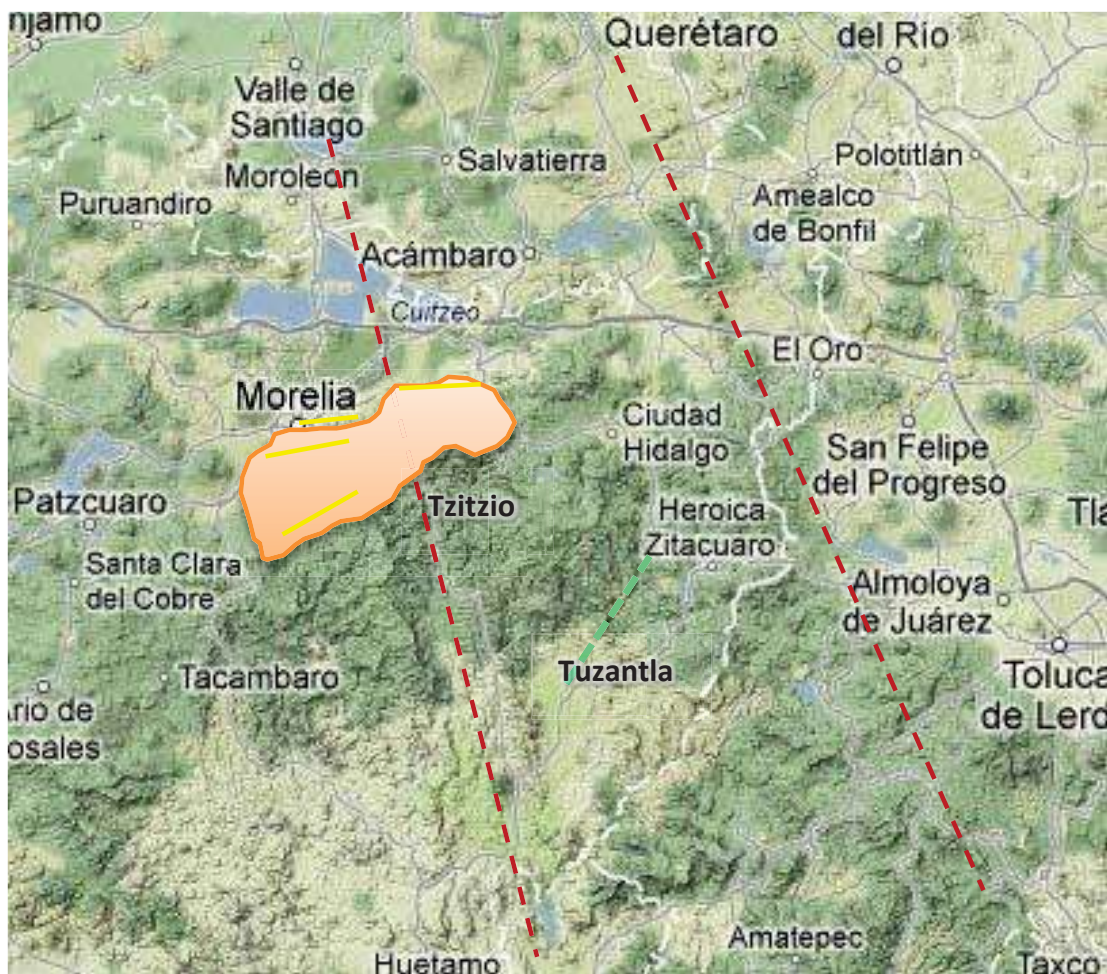 njamo
Querétaro
del Río
Valle de
Santiago
Salvatierra
Polotitlán
Moroleon
Puruandiro
Amealco
de Bonfil
Acámbaro
Cuitzeo
El Oro
Morelia
Ciudad
Hidalgo
San Felipe
del Progreso
Patzcuaro
Tzitzio
Heroica
Zitacuaro
Tla
Santa Clara
del Cobre
Almoloya
de Juárez
Tuzantla
Tacambaro
Toluca
de Lerd
rio de
osales
Amatepec
Huetamo
Taxco